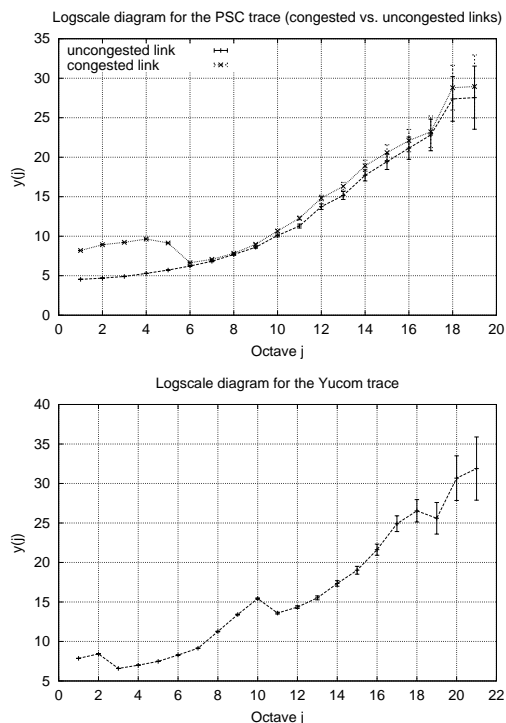 Logscale diagram for the PSC trace (congested vs. uncongested links)
35
30
25
20
15
10
5
0
y(j)
uncongested link
congested link
0 2 4 6 8 10 12 14 16 18 20
Octave j
Logscale diagram for the Yucom trace
40
35
30
25
20
15
10
5
y(j)
0 2 4 6 8 10 12 14 16 18 20 22
Octave j